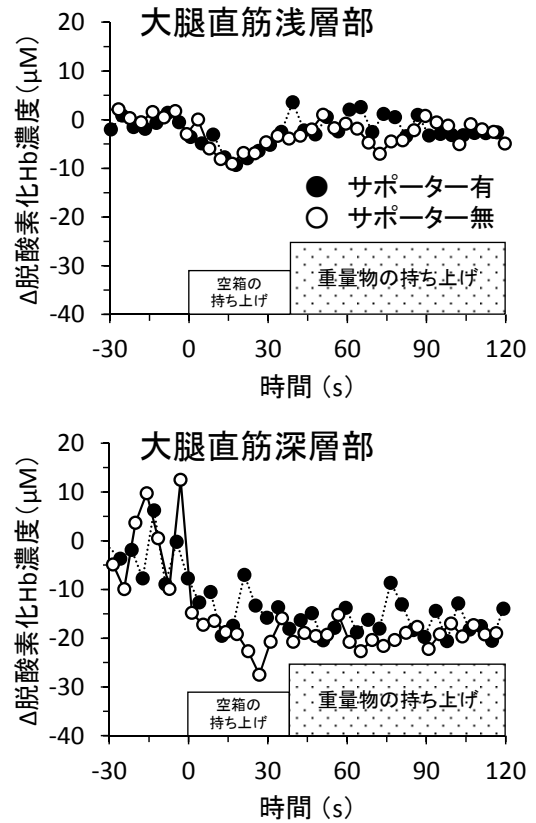 大腿直筋浅層部
Δ脱酸素化Hb濃度(μM)
20
10
0
-10
-20
-30
-40
サポーター有
サポーター無
空箱の
持ち上げ
重量物の持ち上げ
-30 0 30 60 90 120
時間(s)
大腿直筋深層部
Δ脱酸素化Hb濃度(μM)
20
10
0
-10
-20
-30
-40
空箱の
持ち上げ
重量物の持ち上げ
-30 0 30 60 90 120
時間(s)